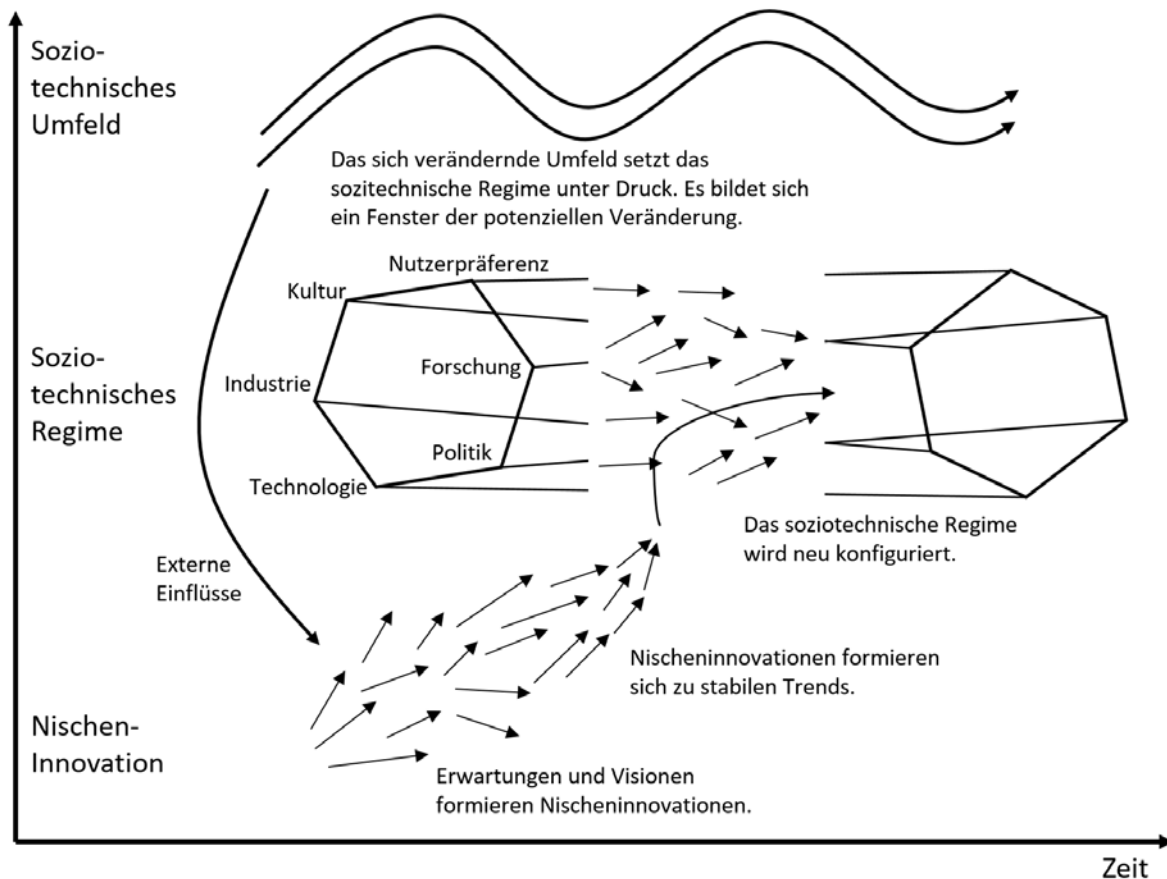 Sozio-
technisches
Umfeld
Das sich verändernde Umfeld setzt das
sozitechnische Regime unter Druck. Es bildet sich
ein Fenster der potenziellen Veränderung.
Nutzerpräferenz
Kultur
Sozio-
technisches
Regime
Industrie
Forschung
Politik
Technologie
Das soziotechnische Regime
wird neu konfiguriert.
Externe
Einflüsse
Nischeninnovationen formieren
sich zu stabilen Trends.
Nischen-
Innovation
Erwartungen und Visionen
formieren Nischeninnovationen.
Zeit